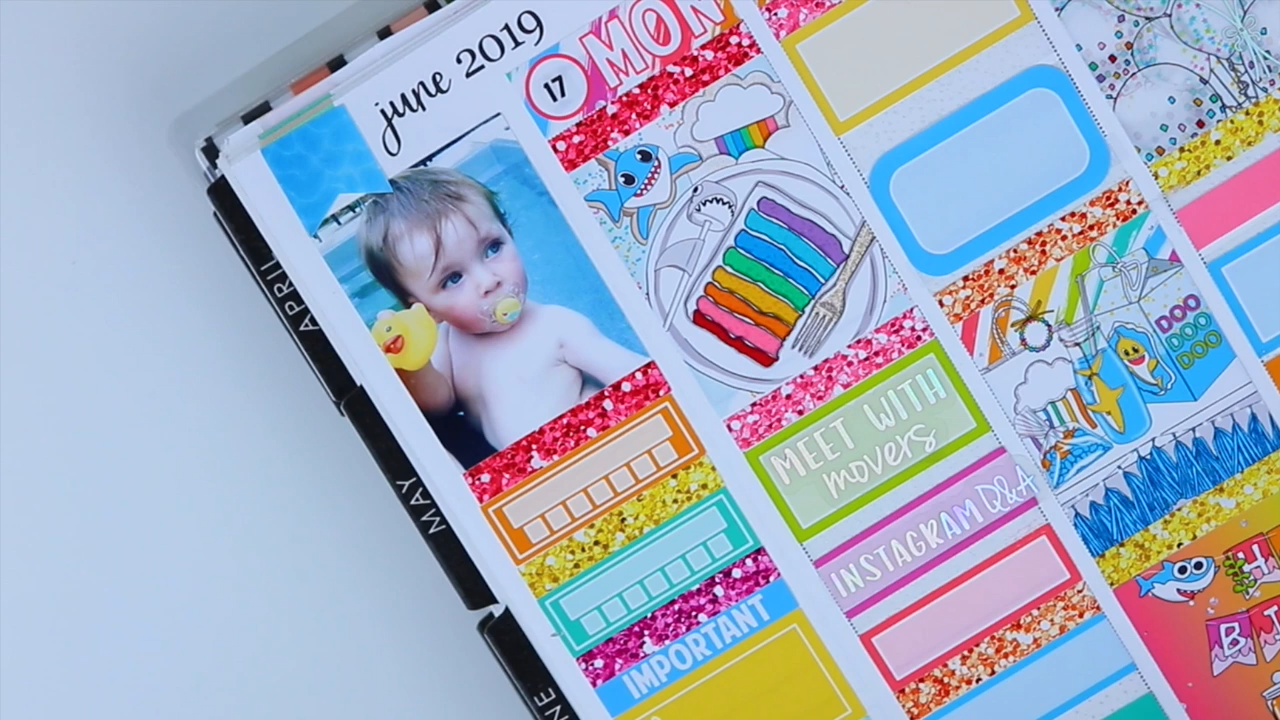 june 2019
17
MON
APRIL
MAY
MEET WITH
movers
INSTAGRAM Q&A
IMPORTANT
DOO
DOO
DOO